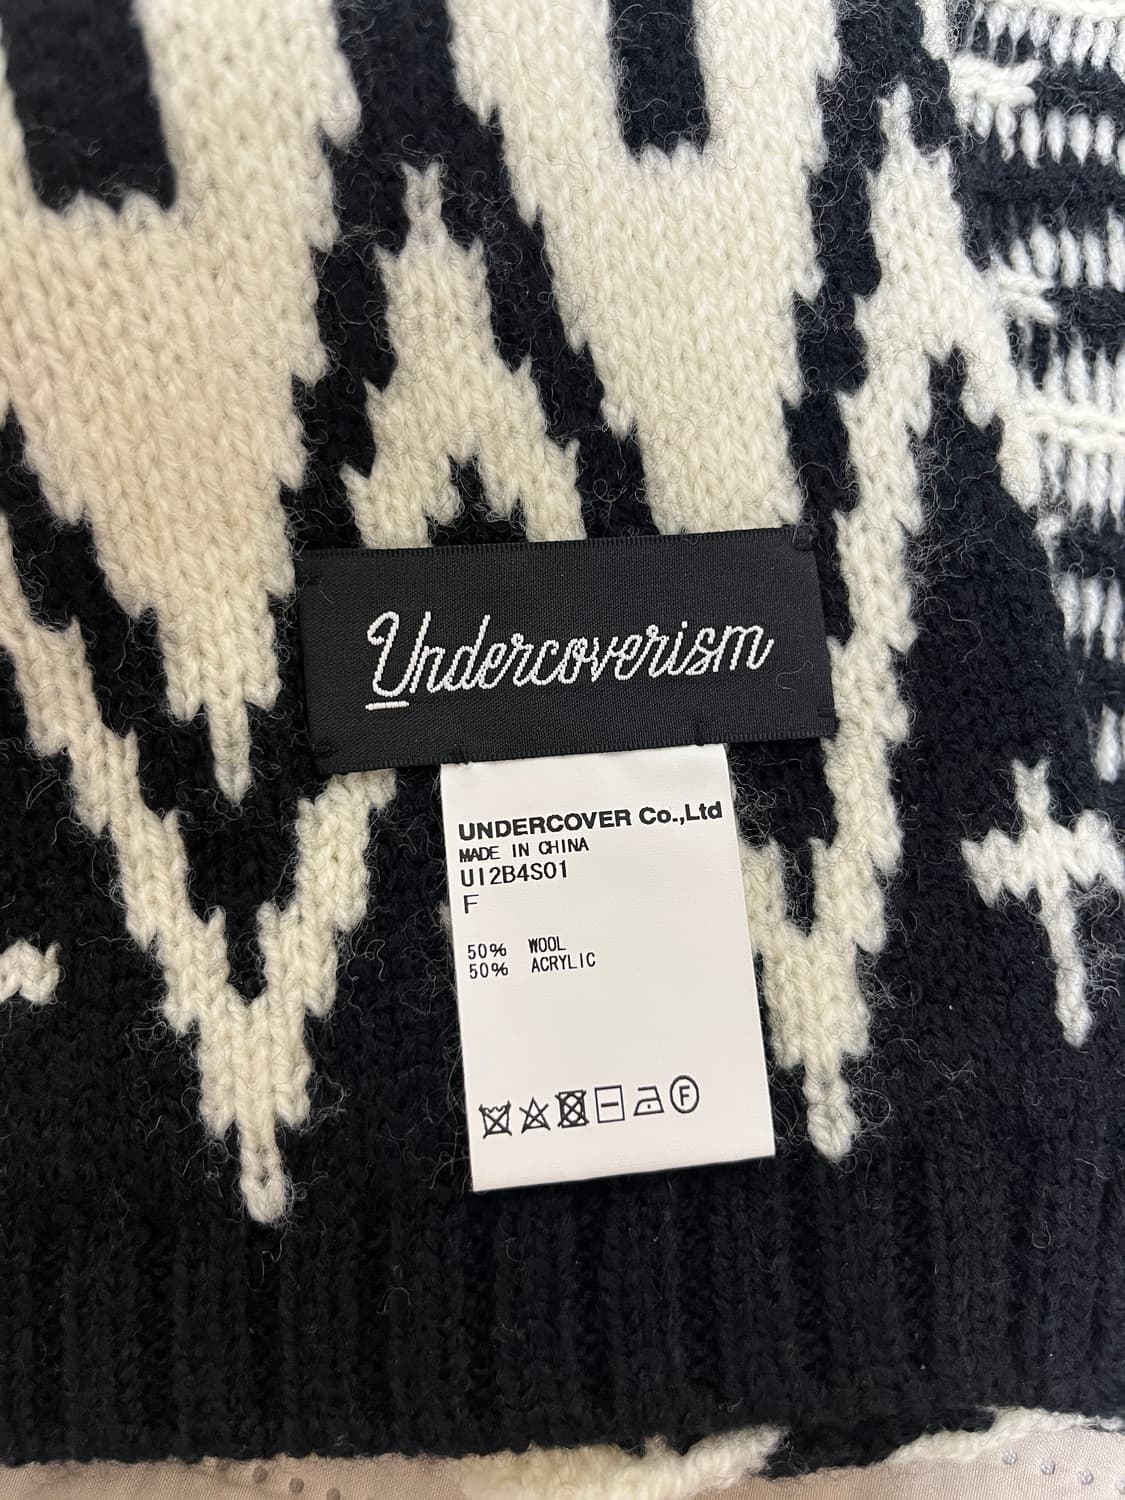 Undercoverism
UNDERCOVER Co.,Ltd
MADE IN CHINA
UI2B4S01
F
50% WOOL
50% ACRYLIC
F